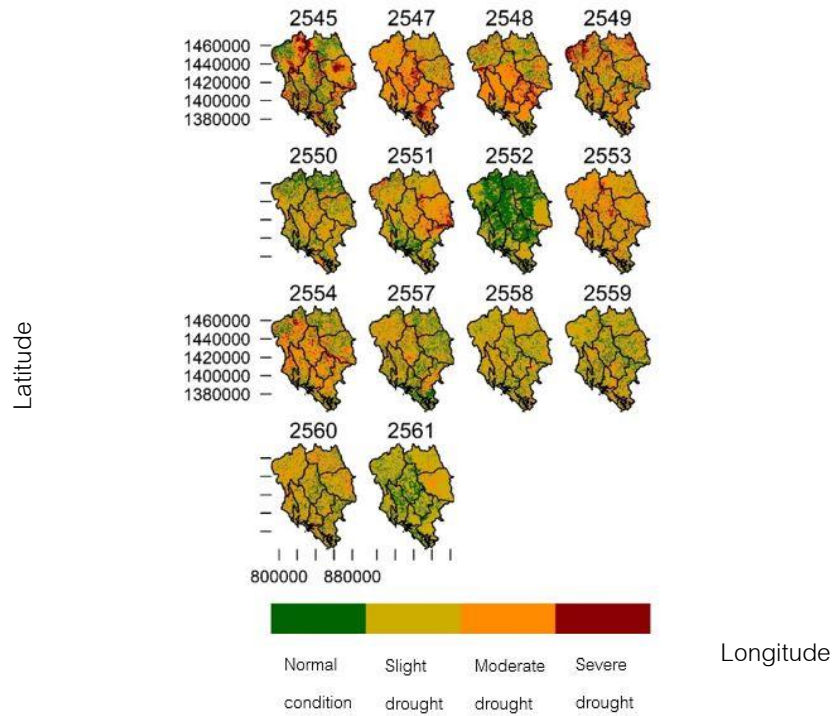 2545 2547 2548 2549
1460000
1440000
1420000
1400000
1380000
2550 2551 2552 2553
2554 2557 2558 2559
1460000
1440000
1420000
1400000
1380000
Latitude
2560 2561
800000 880000
Normal Slight Moderate Severe
condition drought drought drought
Longitude